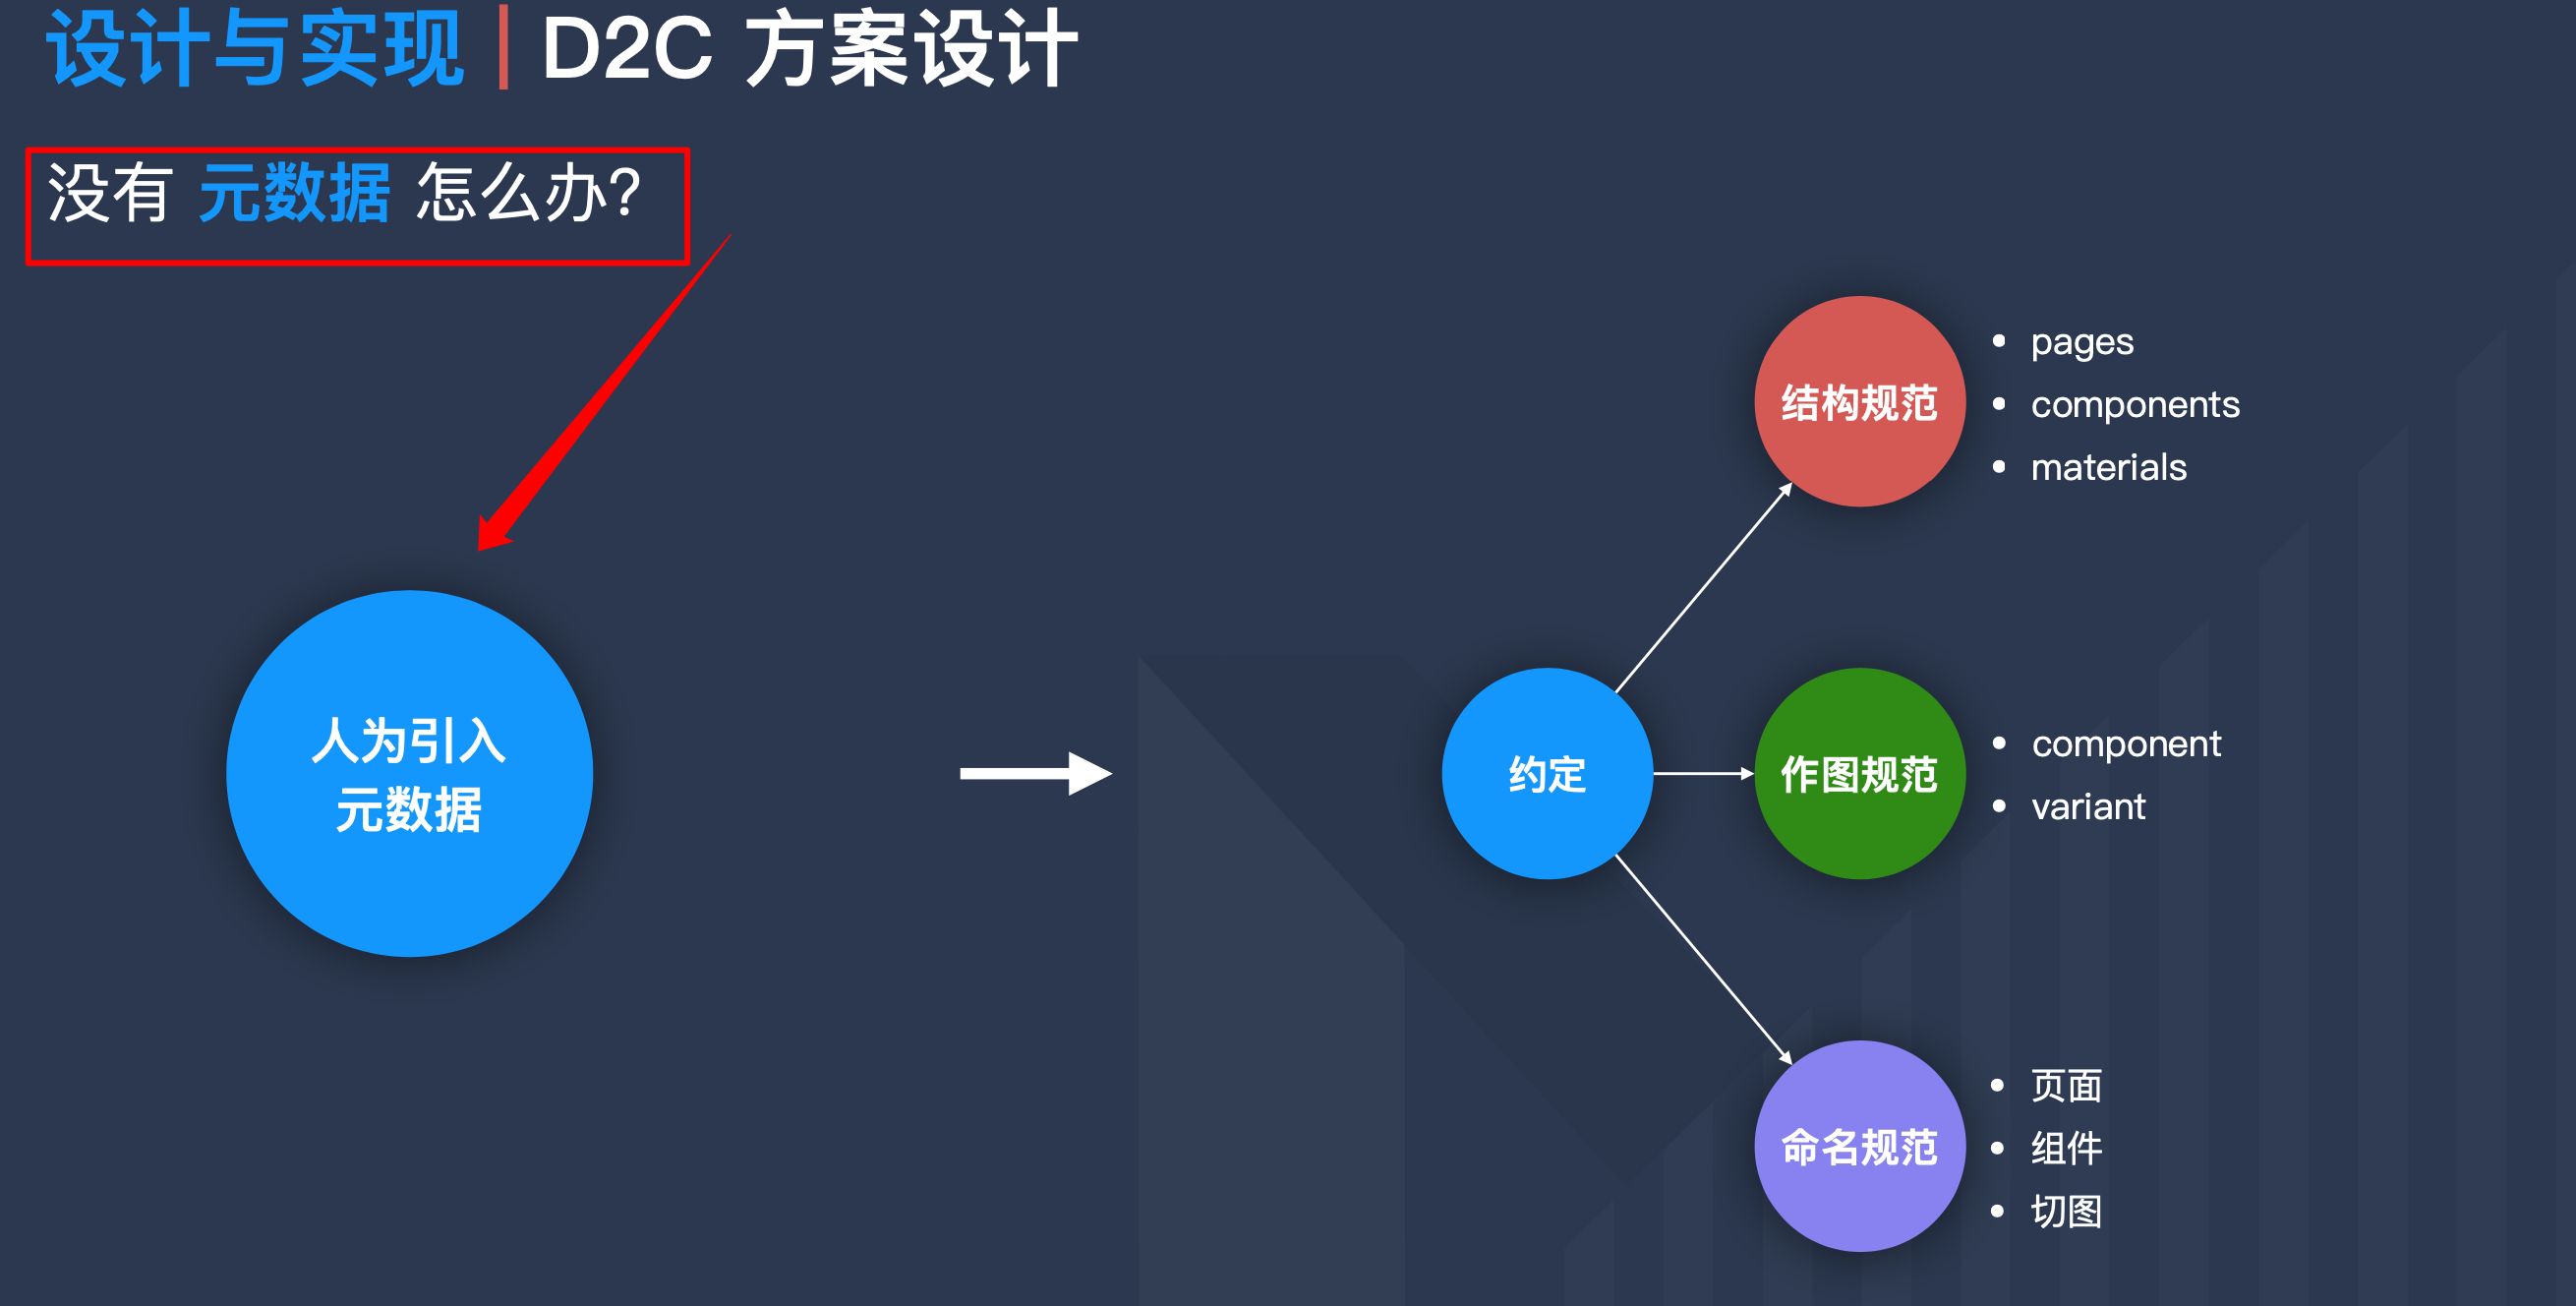 设计与实现 | D2C 方案设计
没有 元数据 怎么办?
人为引入
元数据
约定
结构规范
• pages
• components
• materials
作图规范
• component
• variant
命名规范
• 页面
• 组件
• 切图